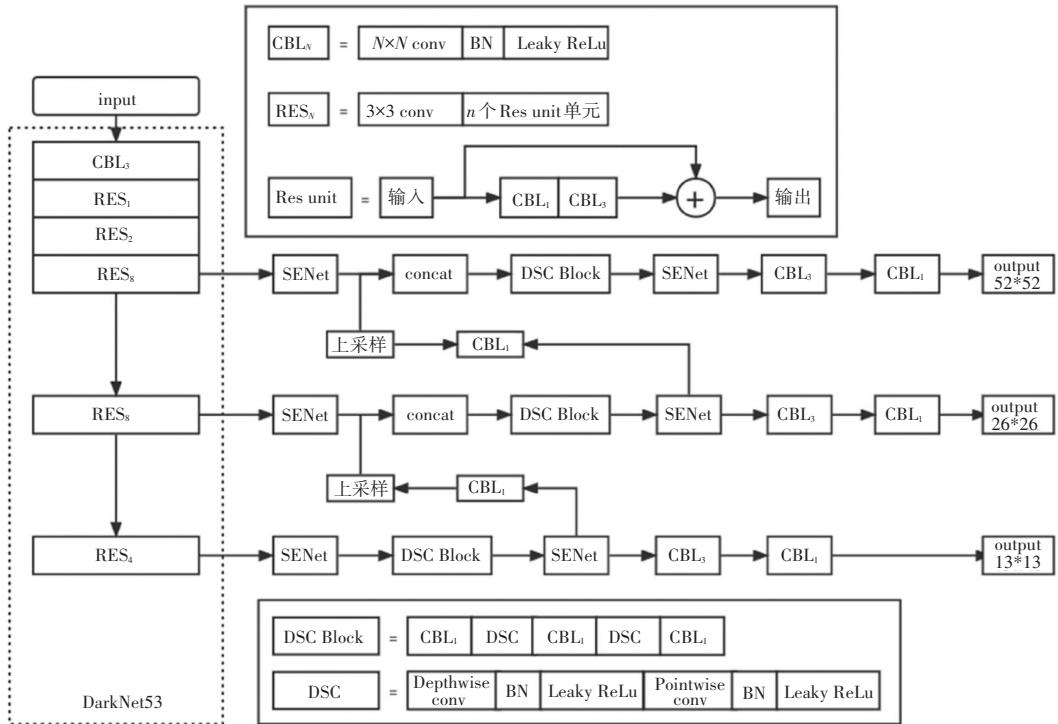 CBL_N = N×N conv BN Leaky ReLu
RES_N = 3×3 conv n个Res unit单元
Res unit = 输入 CBL₁ CBL₃ + 输出
input
CBL₃
RES₁
RES₂
RES₈ SENet concat DSC Block SENet CBL₃ CBL₁ output 52*52
上采样 CBL₁
RES₈ SENet concat DSC Block SENet CBL₃ CBL₁ output 26*26
上采样 CBL₁
RES₄ SENet DSC Block SENet CBL₃ CBL₁ output 13*13
DSC Block = CBL₁ DSC CBL₁ DSC CBL₁
DSC = Depthwise conv BN Leaky ReLu Pointwise conv BN Leaky ReLu
DarkNet53